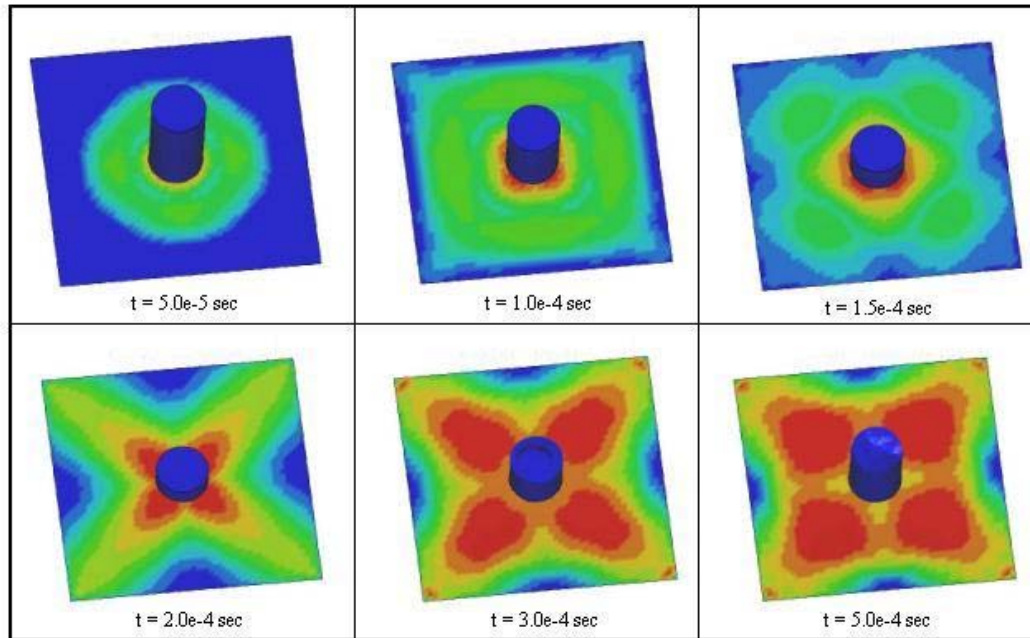 t = 5.0e-5 sec
t = 1.0e-4 sec
t = 1.5e-4 sec
t = 2.0e-4 sec
t = 3.0e-4 sec
t = 5.0e-4 sec